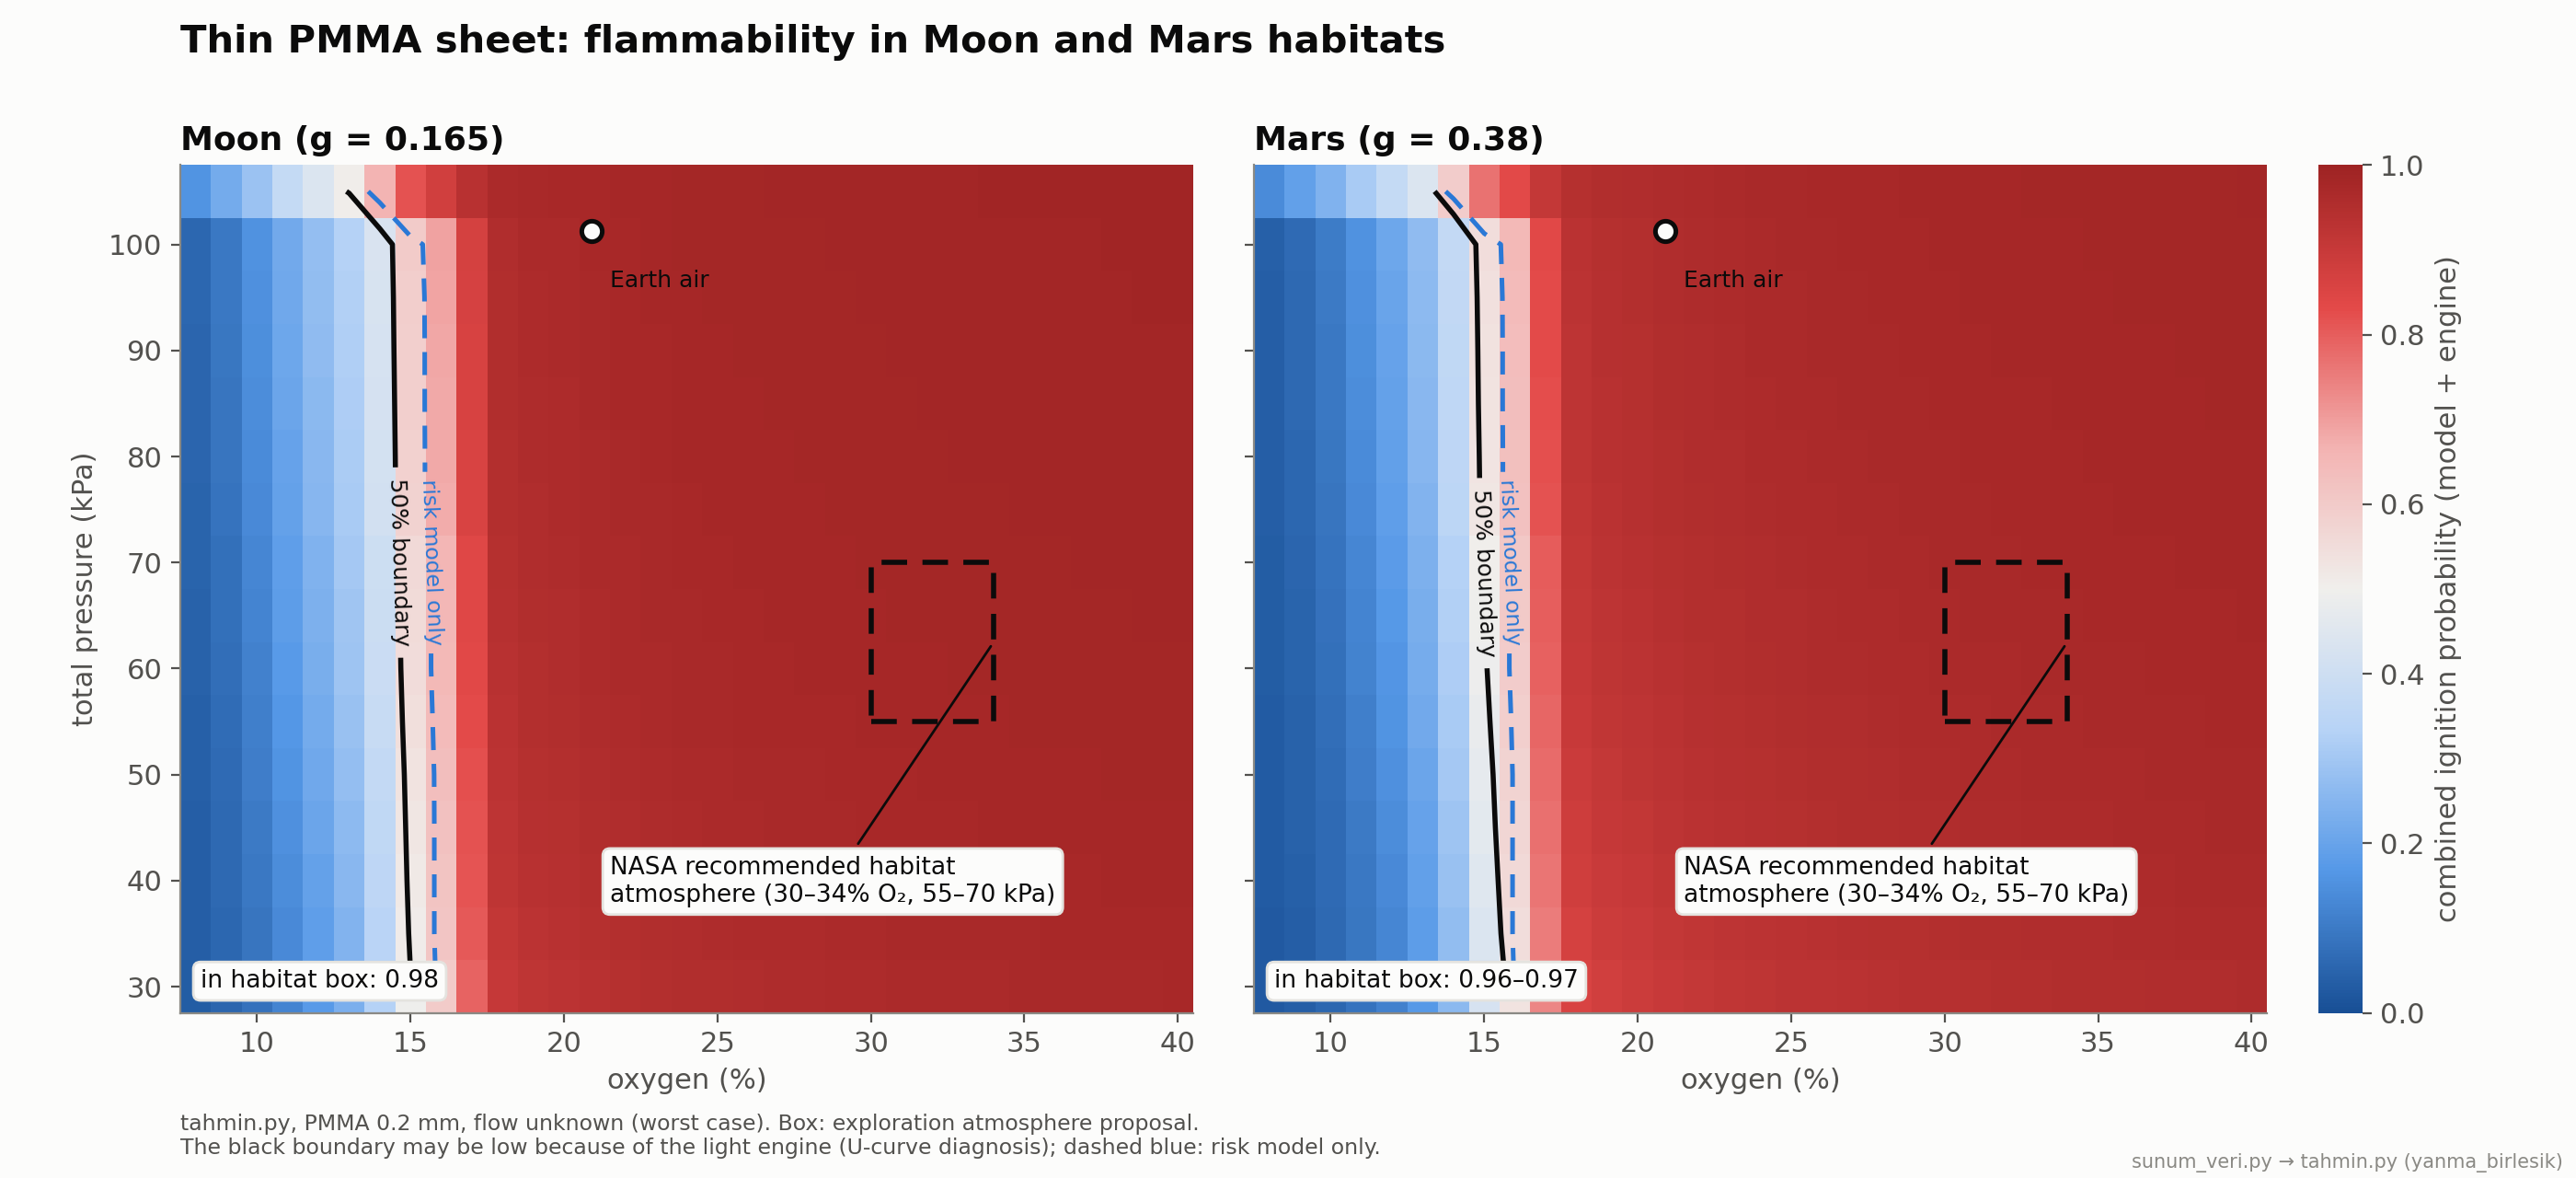 Thin PMMA sheet: flammability in Moon and Mars habitats
Moon (g = 0.165)
total pressure (kPa)
100
90
80
70
60
50
40
30
50% boundary
risk model only
Earth air
NASA recommended habitat
atmosphere (30–34% O₂, 55–70 kPa)
in habitat box: 0.98
10
15
20
25
30
35
40
oxygen (%)
Mars (g = 0.38)
50% boundary
risk model only
Earth air
NASA recommended habitat
atmosphere (30–34% O₂, 55–70 kPa)
in habitat box: 0.96–0.97
10
15
20
25
30
35
40
oxygen (%)
1.0
0.8
0.6
0.4
0.2
0.0
combined ignition probability (model + engine)
tahmin.py, PMMA 0.2 mm, flow unknown (worst case). Box: exploration atmosphere proposal.
The black boundary may be low because of the light engine (U-curve diagnosis); dashed blue: risk model only.
sunum_veri.py → tahmin.py (yanma_birlesik)